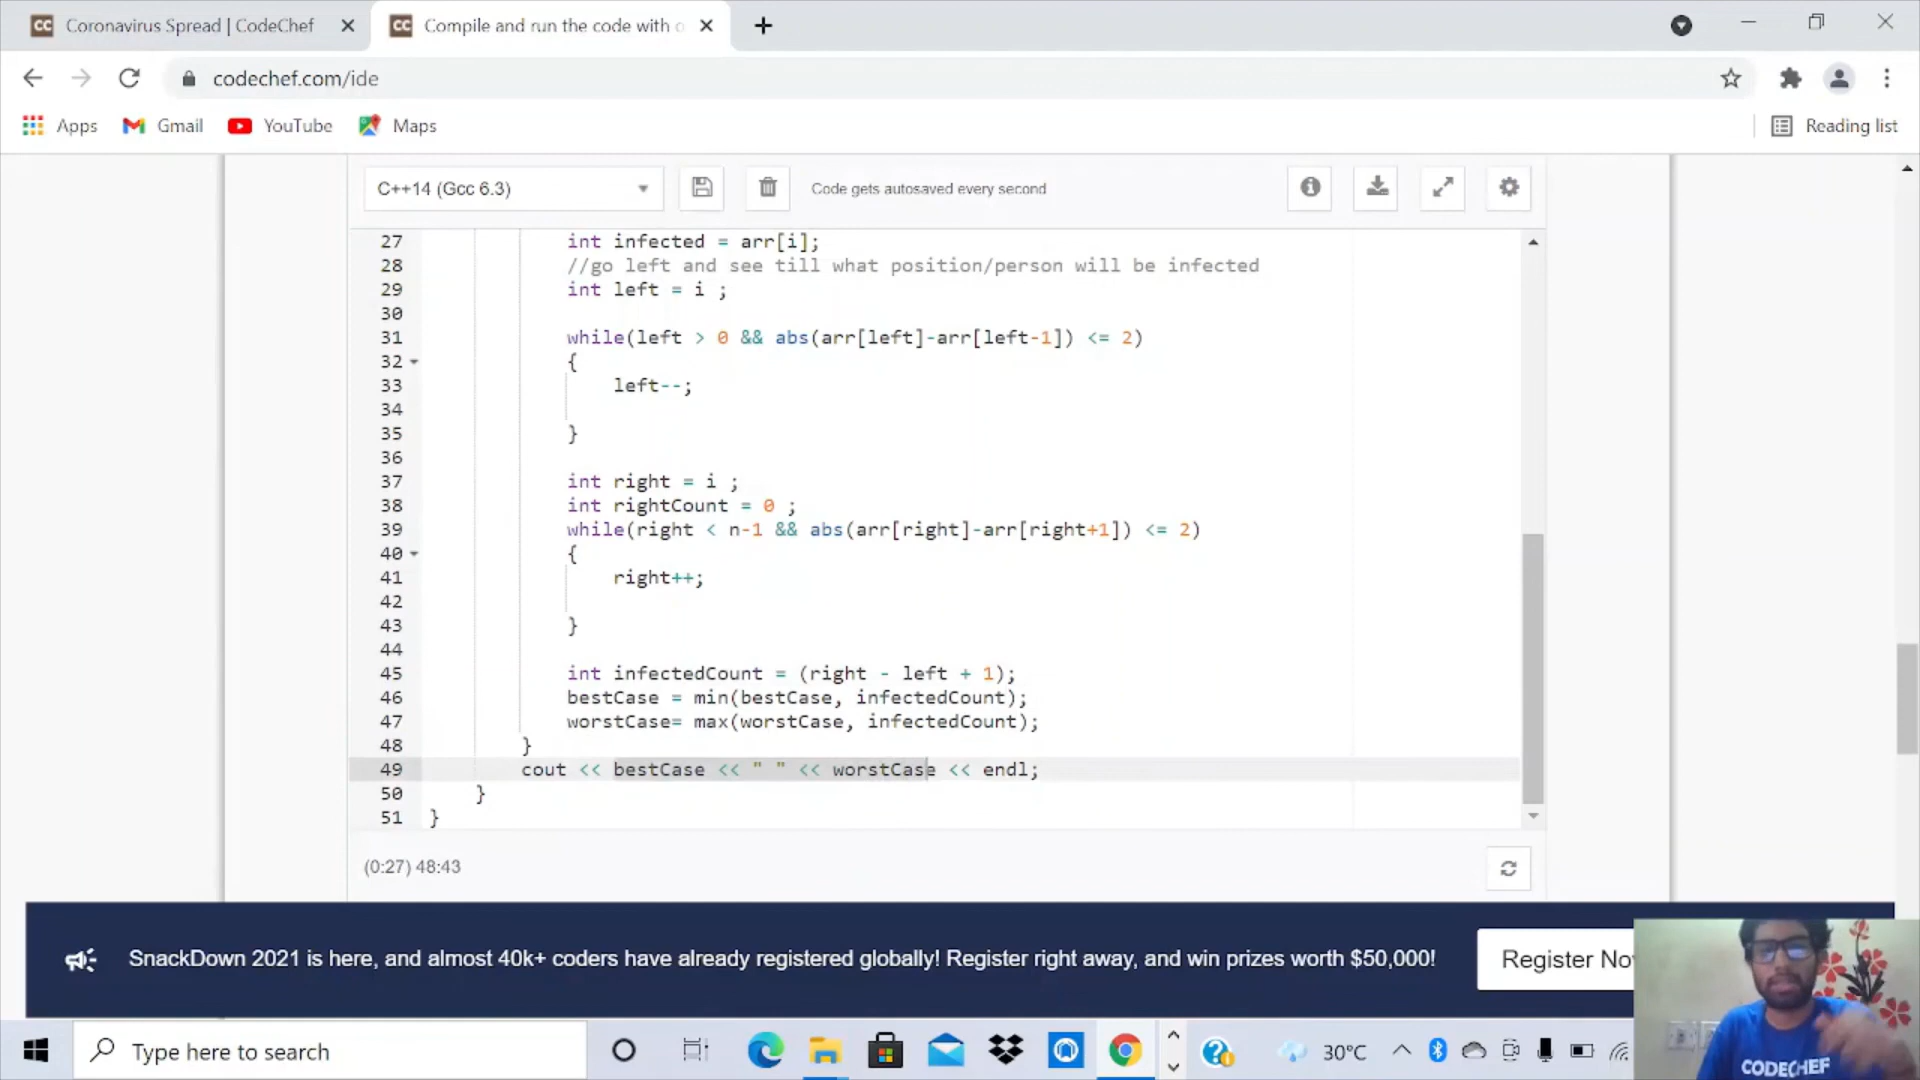 Coronavirus Spread | CodeChef
Compile and run the code with o
codechef.com/ide
Apps
Gmail
YouTube
Maps
Reading list
C++14 (Gcc 6.3)
Code gets autosaved every second
27 int infected = arr[i];
28 //go left and see till what position/person will be infected
29 int left = i ;
30
31 while(left > 0 && abs(arr[left]-arr[left-1]) <= 2)
32 {
33 left--;
34
35 }
36
37 int right = i ;
38 int rightCount = 0 ;
39 while(right < n-1 && abs(arr[right]-arr[right+1]) <= 2)
40 {
41 right++;
42
43 }
44
45 int infectedCount = (right - left + 1);
46 bestCase = min(bestCase, infectedCount);
47 worstCase= max(worstCase, infectedCount);
48 }
49 cout << bestCase << " " << worstCase << endl;
50 }
51 }
(0:27) 48:43
SnackDown 2021 is here, and almost 40k+ coders have already registered globally! Register right away, and win prizes worth $50,000!
Register No
CODECHEF
Type here to search
30°C